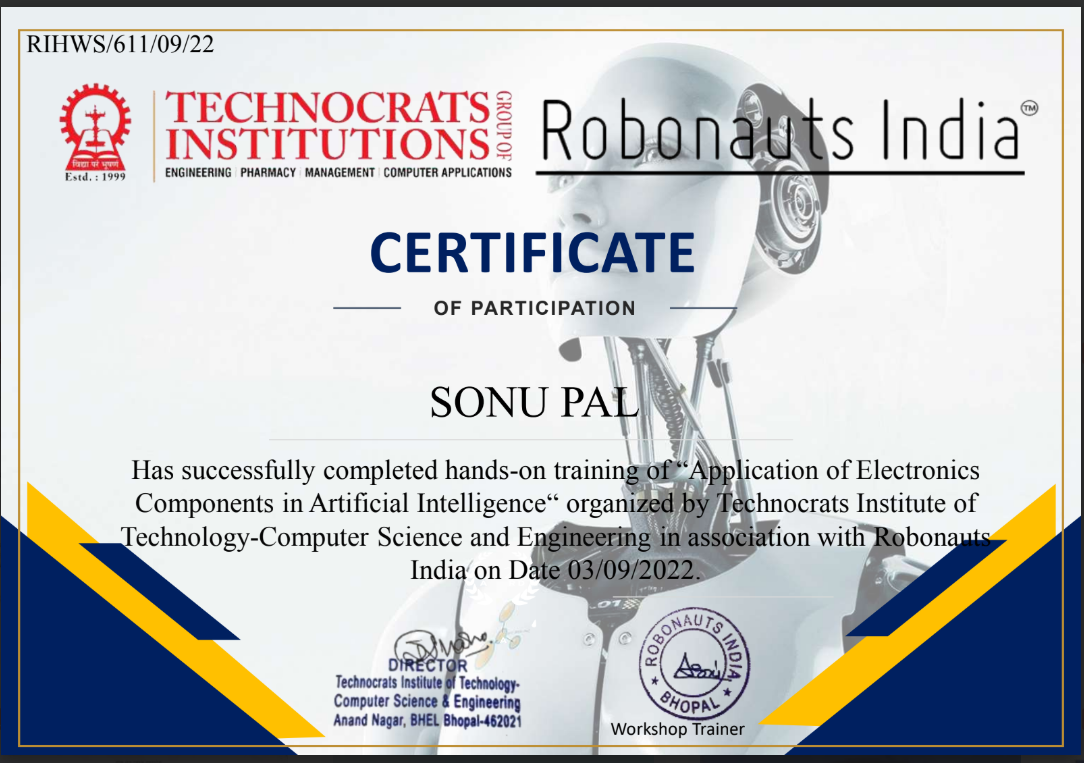 RIHWS/611/09/22
विद्या परं भूषणं
Estd. : 1999
TECHNOCRATS
INSTITUTIONS
GROUP OF
ENGINEERING | PHARMACY | MANAGEMENT | COMPUTER APPLICATIONS
Robonauts India™
CERTIFICATE
OF PARTICIPATION
SONU PAL
Has successfully completed hands-on training of “Application of Electronics
Components in Artificial Intelligence“ organized by Technocrats Institute of
Technology-Computer Science and Engineering in association with Robonauts
India on Date 03/09/2022.
DIRECTOR
Technocrats Institute of Technology-
Computer Science & Engineering
Anand Nagar, BHEL Bhopal-462021
ROBONAUTS INDIA
★ BHOPAL ★
Workshop Trainer